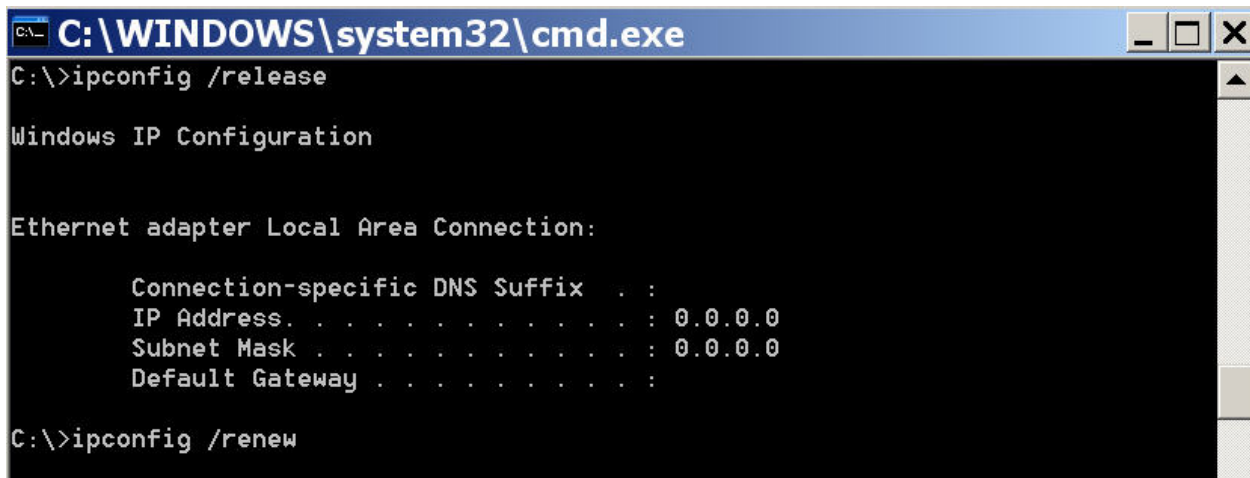 C:\WINDOWS\system32\cmd.exe
C:\>ipconfig /release
Windows IP Configuration
Ethernet adapter Local Area Connection:
Connection-specific DNS Suffix  . :
IP Address. . . . . . . . . . . . : 0.0.0.0
Subnet Mask . . . . . . . . . . . : 0.0.0.0
Default Gateway . . . . . . . . . :
C:\>ipconfig /renew